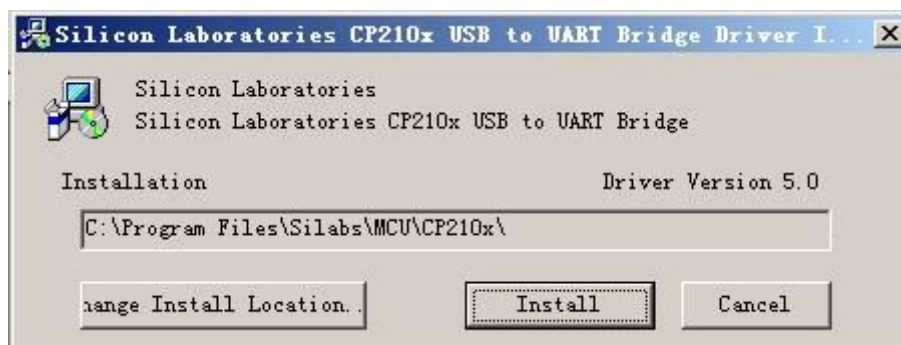 Silicon Laboratories CP210x USB to UART Bridge Driver I...
Silicon Laboratories
Silicon Laboratories CP210x USB to UART Bridge
Installation
Driver Version 5.0
C:\Program Files\Silabs\MCU\CP210x\
hange Install Location..
Install
Cancel